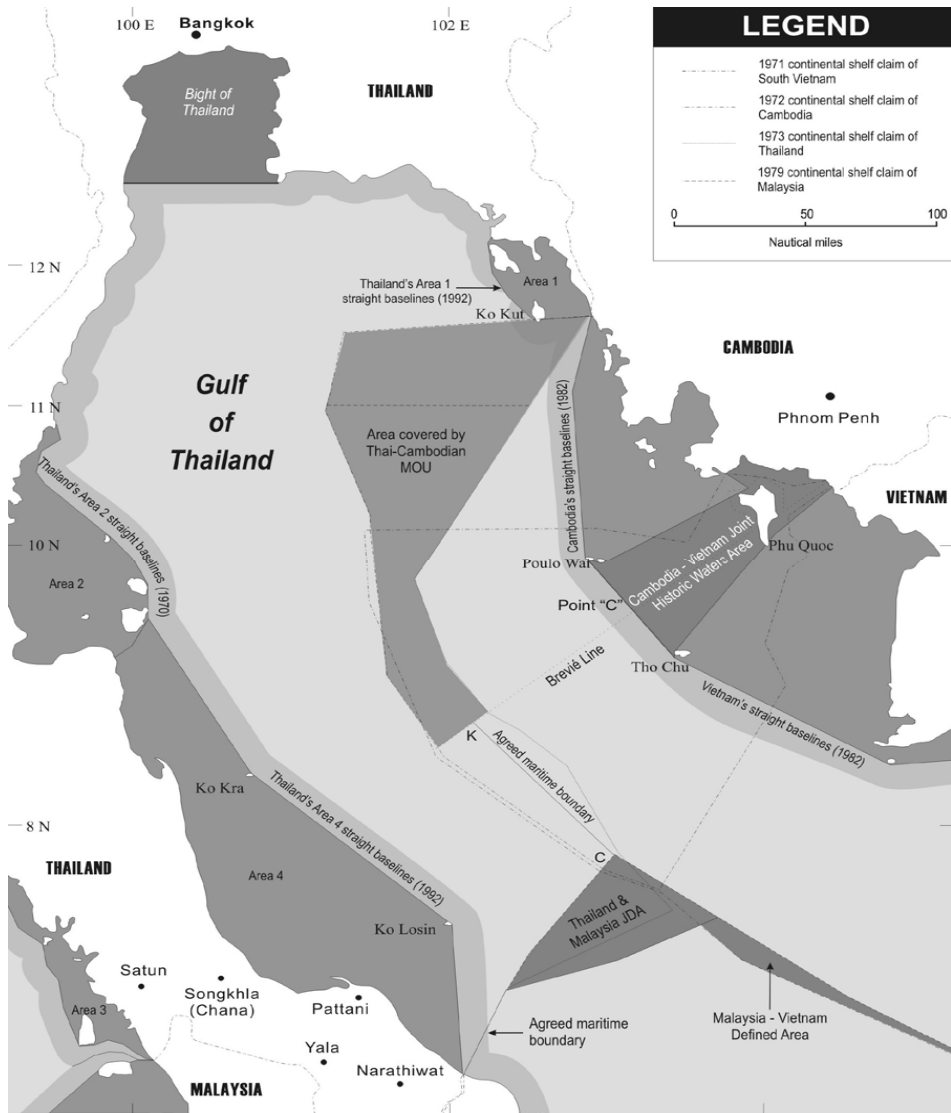 100 E
102
Bangkok
LEGEND
1971 continental shelf claim of
South Vietnam
1972 continental shelf claim of
Cambodia
1973 continental shelf claim of
Thailand
1979 continental shelf claim of
Malaysia
0
50
100
Nautical miles
Bight of
Thailand
THAILAND
12 N
Thailand's Area 1
straight baselines (1992)
Area 1
Ko Kut
CAMBODIA
Phnom Penh
Gulf
of
Thailand
11 N
Area covered by
Thai-Cambodian
MOU
Cambodia's straight baselines (1982)
VIETNAM
Thailand's Area 2 straight baselines (1970)
10 N
Area 2
Poulo Wai
Phu Quoc
Cambodia - Vietnam Joint
Historic Waters Area
Point "C"
Brevié Line
Tho Chu
Vietnam's straight baselines (1982)
K
Agreed maritime
boundary
Ko Kra
Thailand's Area 4 straight baselines (1992)
8 N
THAILAND
C
Area 4
Thailand &
Malaysia JDA
Ko Losin
Satun
Songkhla
(Chana)
Pattani
Area 3
Agreed maritime
boundary
Malaysia - Vietnam
Defined Area
Yala
Narathiwat
MALAYSIA